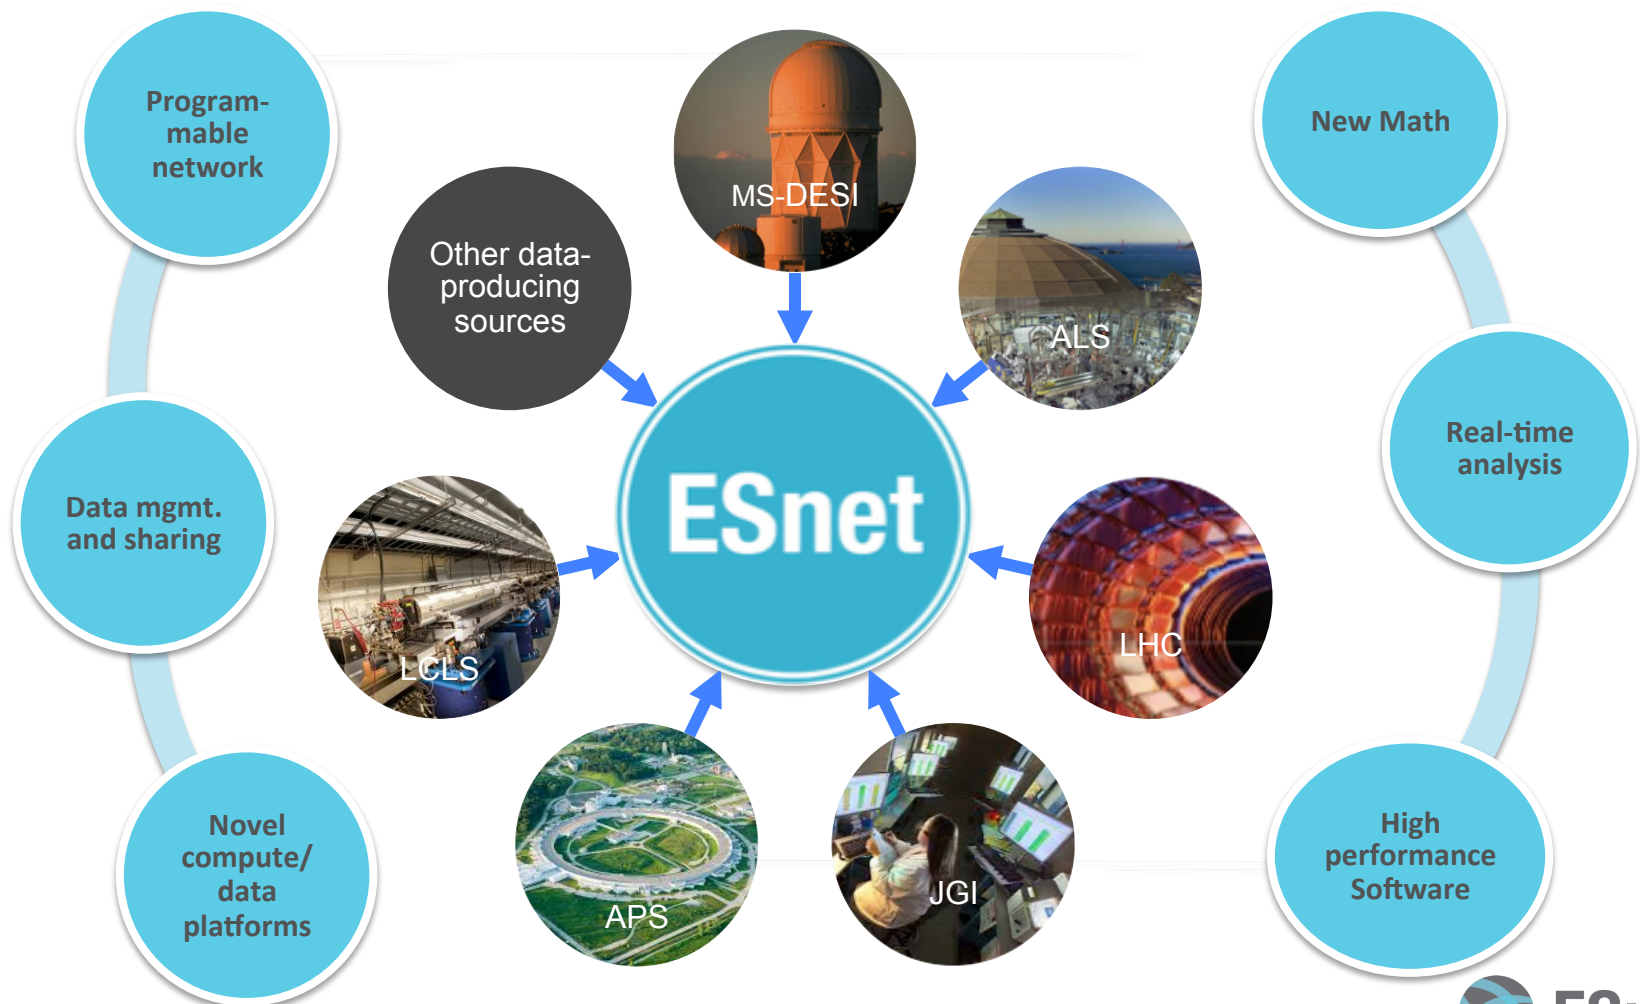 Program-
mable
network
New Math
MS-DESI
Other data-
producing
sources
ALS
Real-time
analysis
Data mgmt.
and sharing
ESnet
LCLS
LHC
Novel
compute/
data
platforms
APS
JGI
High
performance
Software